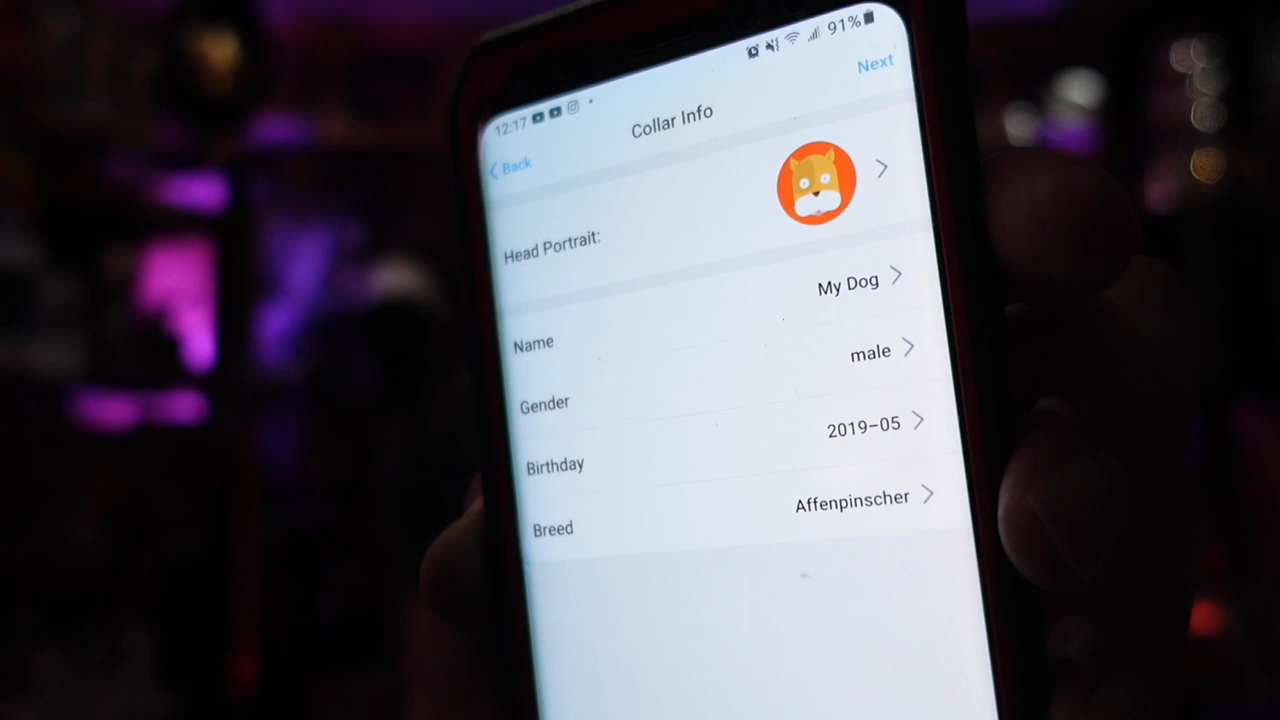 12:17
91%
Back
Collar Info
Next
Head Portrait:
Name
My Dog
Gender
male
Birthday
2019-05
Breed
Affenpinscher